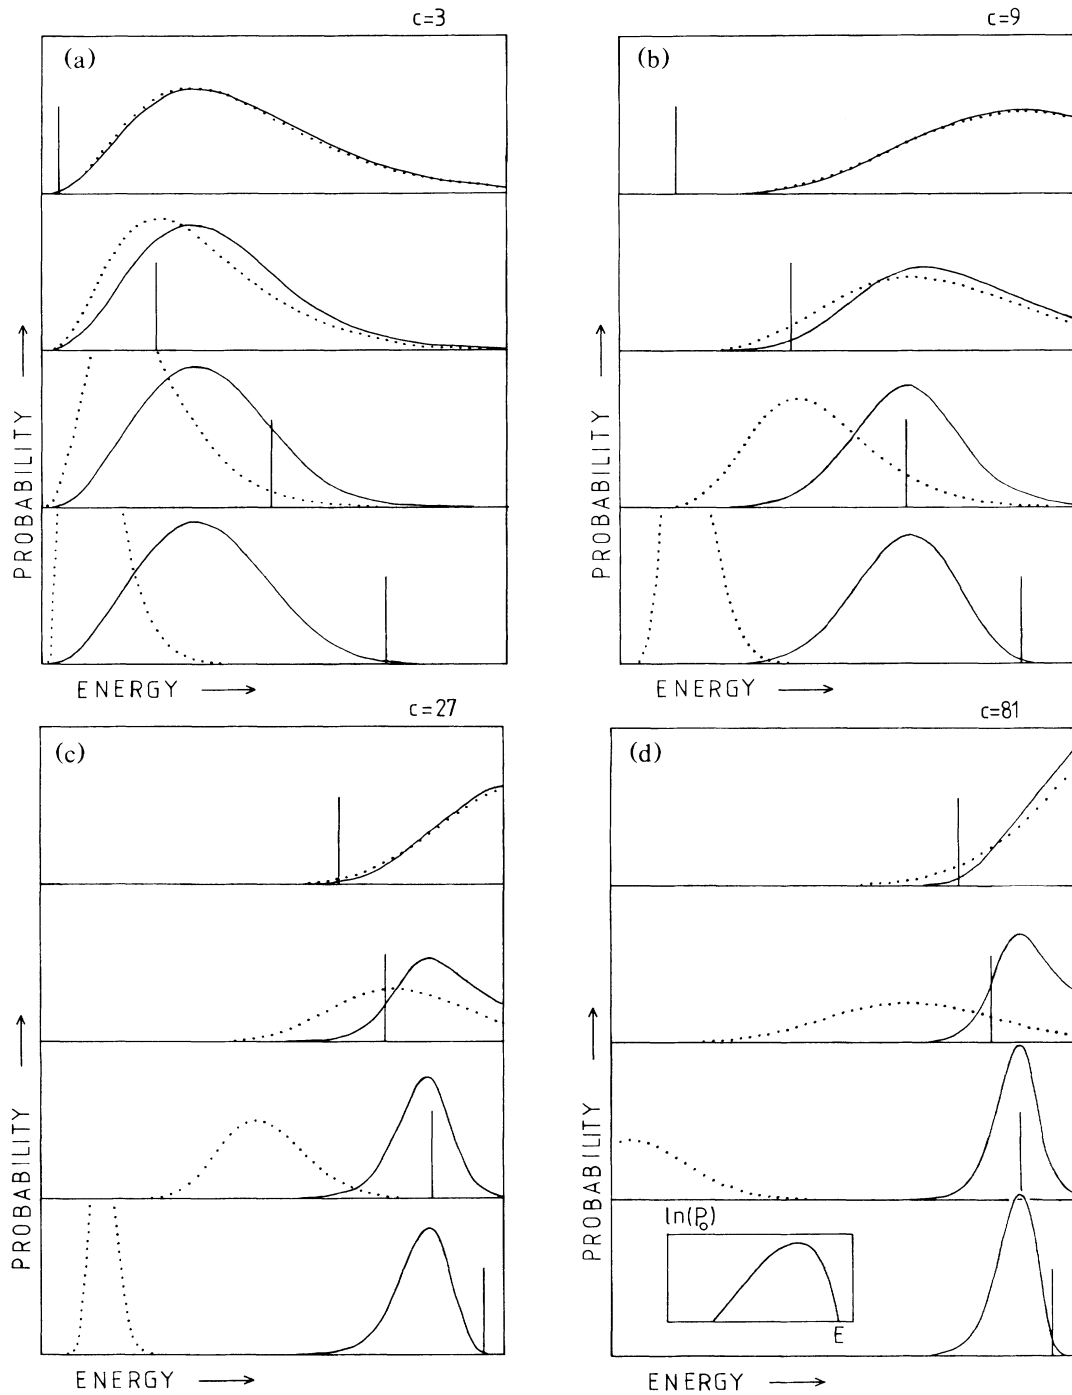 c=3
(a)
PROBABILITY
ENERGY
c=9
(b)
PROBABILITY
ENERGY
c=27
(c)
PROBABILITY
ENERGY
c=81
(d)
PROBABILITY
ln(P₀)
E
ENERGY